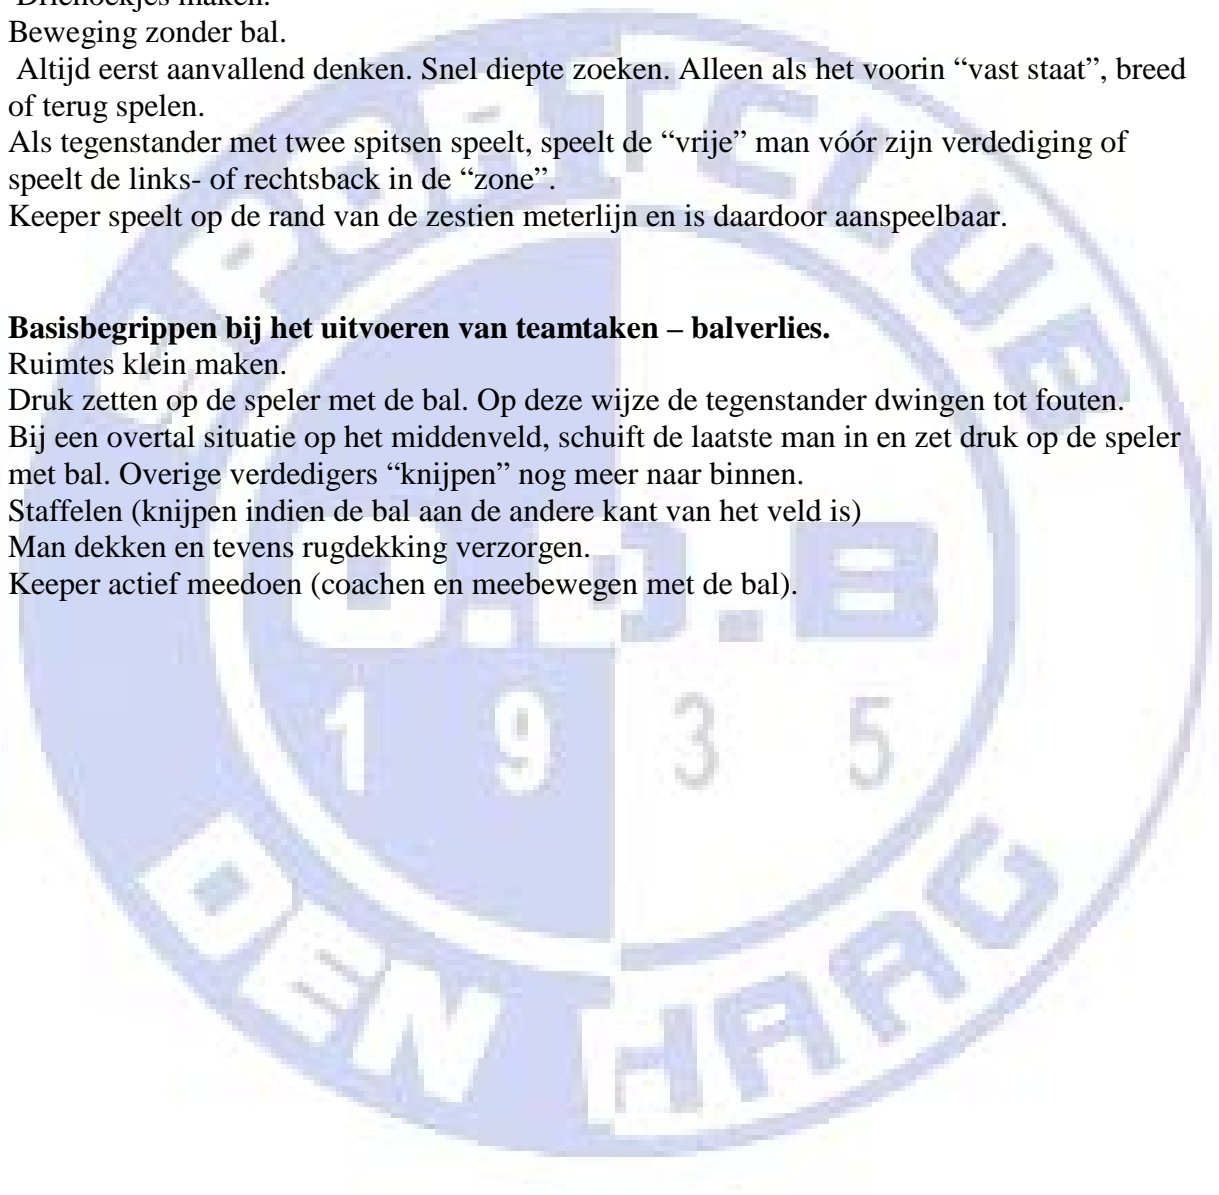 Driehoekjes maken.
Beweging zonder bal.
Altijd eerst aanvallend denken. Snel diepte zoeken. Alleen als het voorin “vast staat”, breed
of terug spelen.
Als tegenstander met twee spitsen speelt, speelt de “vrije” man vóór zijn verdediging of
speelt de links- of rechtsback in de “zone”.
Keeper speelt op de rand van de zestien meterlijn en is daardoor aanspeelbaar.
Basisbegrippen bij het uitvoeren van teamtaken – balverlies.
Ruimtes klein maken.
Druk zetten op de speler met de bal. Op deze wijze de tegenstander dwingen tot fouten.
Bij een overtal situatie op het middenveld, schuift de laatste man in en zet druk op de speler
met bal. Overige verdedigers “knijpen” nog meer naar binnen.
Staffelen (knijpen indien de bal aan de andere kant van het veld is)
Man dekken en tevens rugdekking verzorgen.
Keeper actief meedoen (coachen en meebewegen met de bal).
SPORTCLUB
O.D.B
1935
DEN HAAG